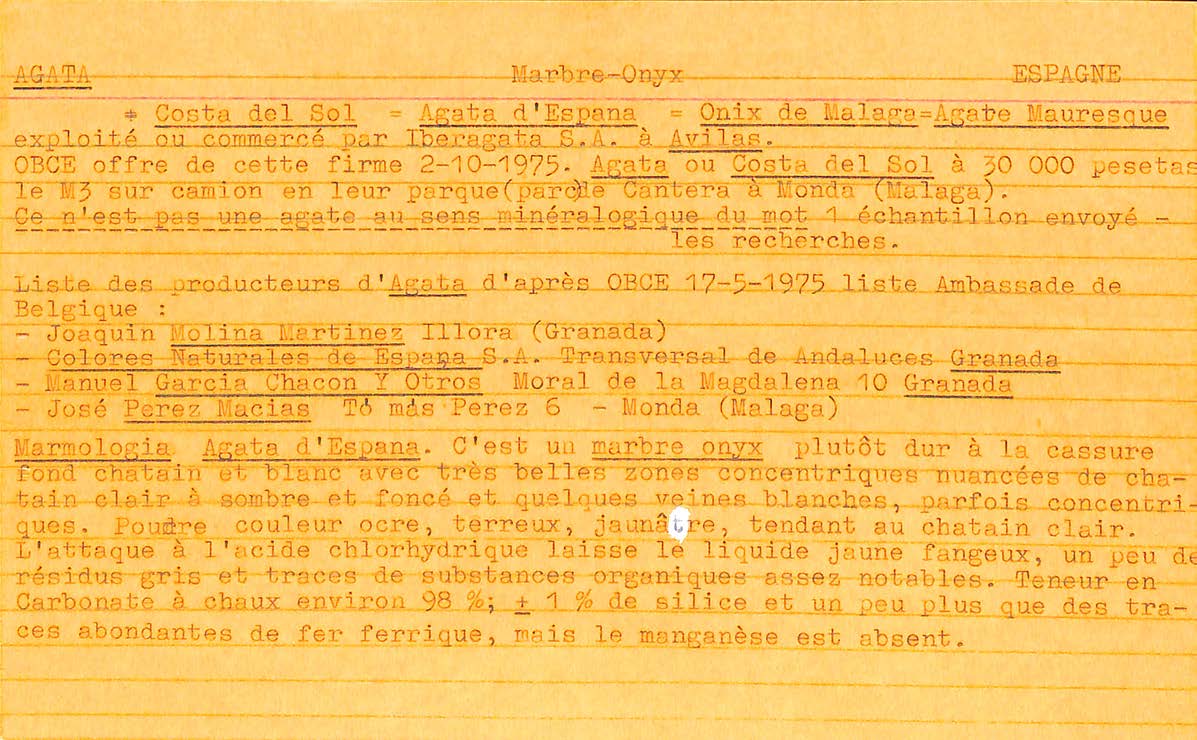 AGATA Marbre-Onyx ESPAGNE
+ Costa del Sol = Agata d'Espana = Onix de Malaga=Agate Mauresque
exploité ou commercé par Iberagata S.A. à Avilas.
OBCE offre de cette firme 2-10-1975. Agata ou Costa del Sol à 30 000 pesetas
le M3 sur camion en leur parque(parc)de Cantera à Monda (Malaga).
Ce n'est pas une agate au sens minéralogique du mot 1 échantillon envoyé -
les recherches.
Liste des producteurs d'Agata d'après OBCE 17-5-1975 liste Ambassade de
Belgique :
- Joaquin Molina Martinez Illora (Granada)
- Colores Naturales de Espana S.A. Transversal de Andaluces Granada
- Manuel Garcia Chacon Y Otros Moral de la Magdalena 10 Granada
- José Perez Macias Tó más Perez 6 - Monda (Malaga)
Marmologia Agata d'Espana. C'est un marbre onyx plutôt dur à la cassure
fond chatain et blanc avec très belles zones concentriques nuancées de cha-
tain clair à sombre et foncé et quelques veines blanches, parfois concentri-
ques. Poudre couleur ocre, terreux, jaunâtre, tendant au chatain clair.
L'attaque à l'acide chlorhydrique laisse le liquide jaune fangeux, un peu de
résidus gris et traces de substances organiques assez notables. Teneur en
Carbonate à chaux environ 98 %; ± 1 % de silice et un peu plus que des tra-
ces abondantes de fer ferrique, mais le manganèse est absent.